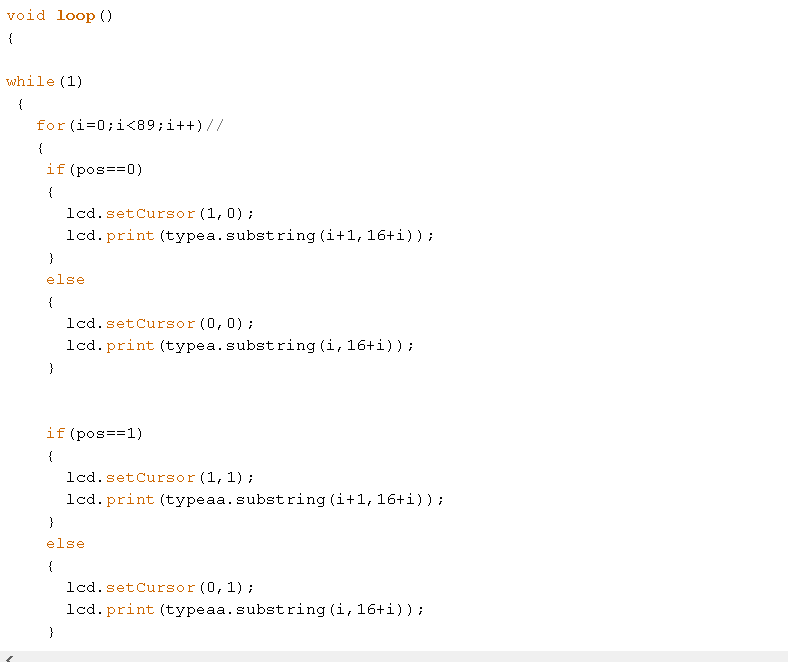 void loop()
{
while(1)
{
for(i=0;i<89;i++)//
{
if(pos==0)
{
lcd.setCursor(1,0);
lcd.print(typea.substring(i+1,16+i));
}
else
{
lcd.setCursor(0,0);
lcd.print(typea.substring(i,16+i));
}
if(pos==1)
{
lcd.setCursor(1,1);
lcd.print(typeaa.substring(i+1,16+i));
}
else
{
lcd.setCursor(0,1);
lcd.print(typeaa.substring(i,16+i));
}